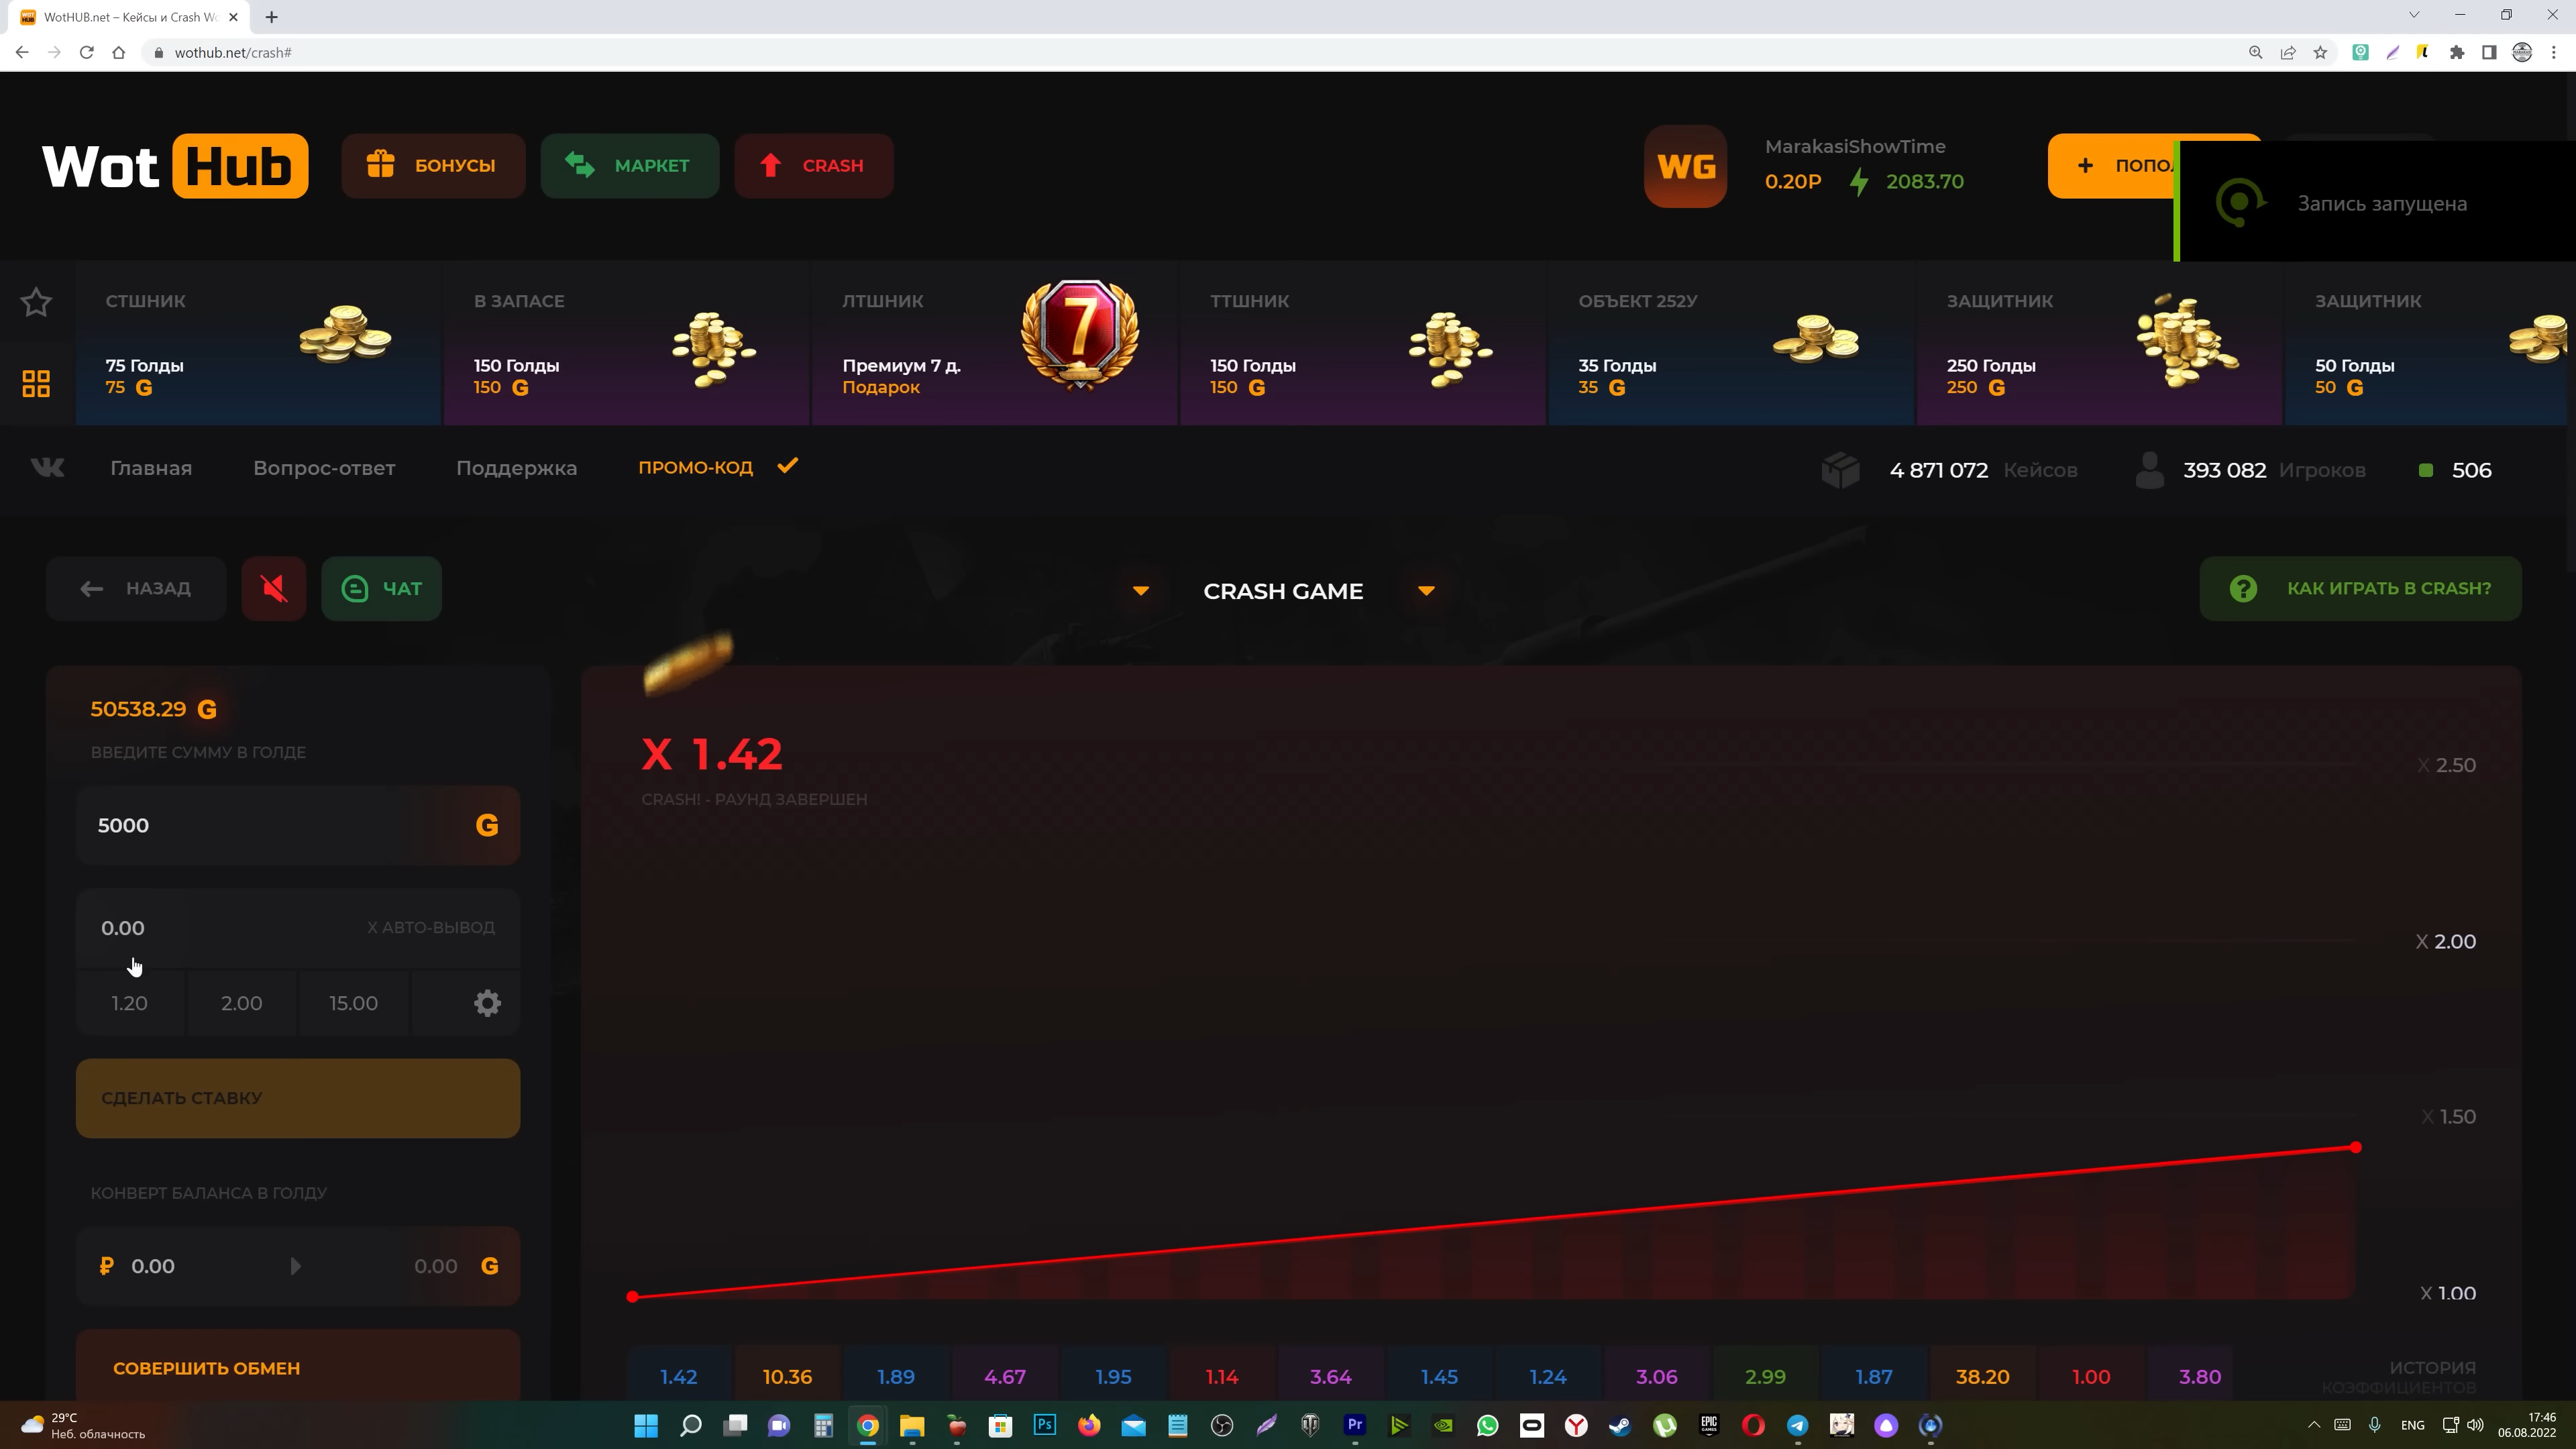 WotHUB.net – Кейсы и Crash Wo
wothub.net/crash#
Wot Hub
БОНУСЫ
МАРКЕТ
CRASH
WG
MarakasiShowTime
0.20Р 2083.70
Запись запущена
СТШНИК
75 Голды
75 G
В ЗАПАСЕ
150 Голды
150 G
ЛТШНИК
Премиум 7 д.
Подарок
7
ТТШНИК
150 Голды
150 G
ОБЪЕКТ 252У
35 Голды
35 G
ЗАЩИТНИК
250 Голды
250 G
ЗАЩИТНИК
50 Голды
50 G
Главная
Вопрос-ответ
Поддержка
ПРОМО-КОД
4 871 072 Кейсов
393 082 Игроков
506
НАЗАД
ЧАТ
CRASH GAME
КАК ИГРАТЬ В CRASH?
50538.29 G
ВВЕДИТЕ СУММУ В ГОЛДЕ
5000 G
0.00 X АВТО-ВЫВОД
1.20 2.00 15.00
СДЕЛАТЬ СТАВКУ
КОНВЕРТ БАЛАНСА В ГОЛДУ
₽ 0.00 0.00 G
СОВЕРШИТЬ ОБМЕН
X 1.42
CRASH! - РАУНД ЗАВЕРШЕН
X 2.50
X 2.00
X 1.50
X 1.00
1.42 10.36 1.89 4.67 1.95 1.14 3.64 1.45 1.24 3.06 2.99 1.87 38.20 1.00 3.80
ИСТОРИЯ
КОЭФФИЦИЕНТОВ
29°C
Неб. облачность
Ps
Pr
EPIC
GAMES
ENG
17:46
06.08.2022